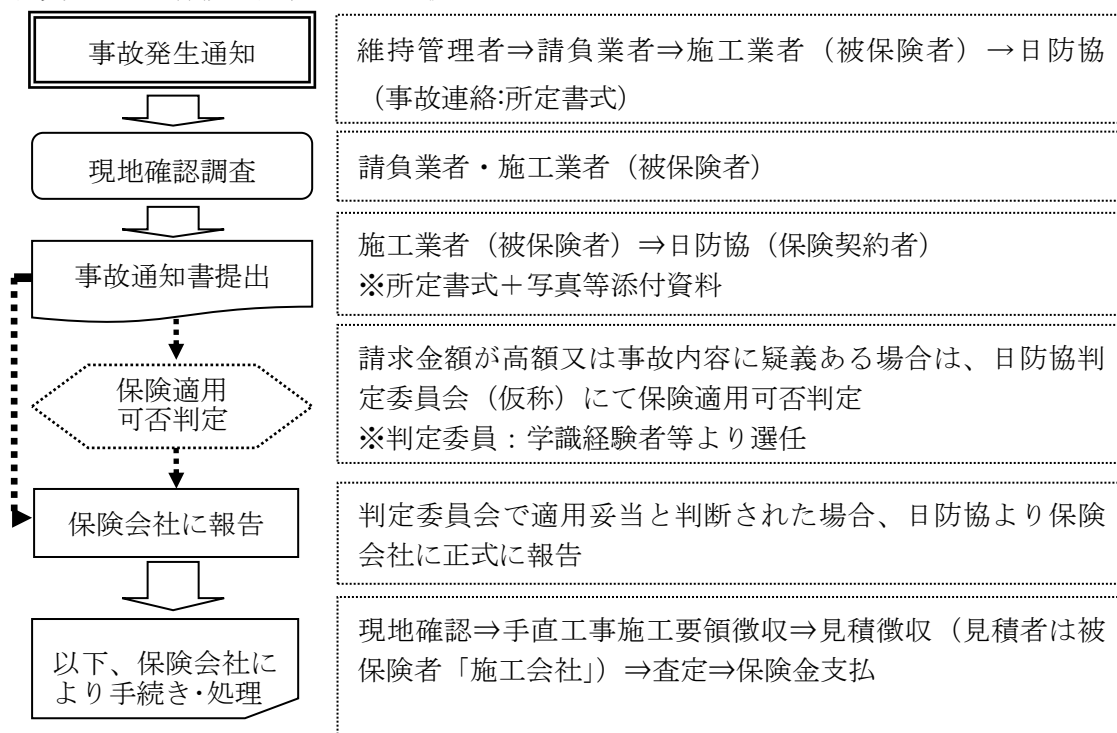 事故発生通知
維持管理者⇒請負業者⇒施工業者（被保険者）→日防協
（事故連絡:所定書式）
現地確認調査
請負業者・施工業者（被保険者）
事故通知書提出
施工業者（被保険者）⇒日防協（保険契約者）
※所定書式＋写真等添付資料
保険適用
可否判定
請求金額が高額又は事故内容に疑義ある場合は、日防協判
定委員会（仮称）にて保険適用可否判定
※判定委員：学識経験者等より選任
保険会社に報告
判定委員会で適用妥当と判断された場合、日防協より保険
会社に正式に報告
以下、保険会社に
より手続き・処理
現地確認⇒手直工事施工要領徴収⇒見積徴収（見積者は被
保険者「施工会社」）⇒査定⇒保険金支払